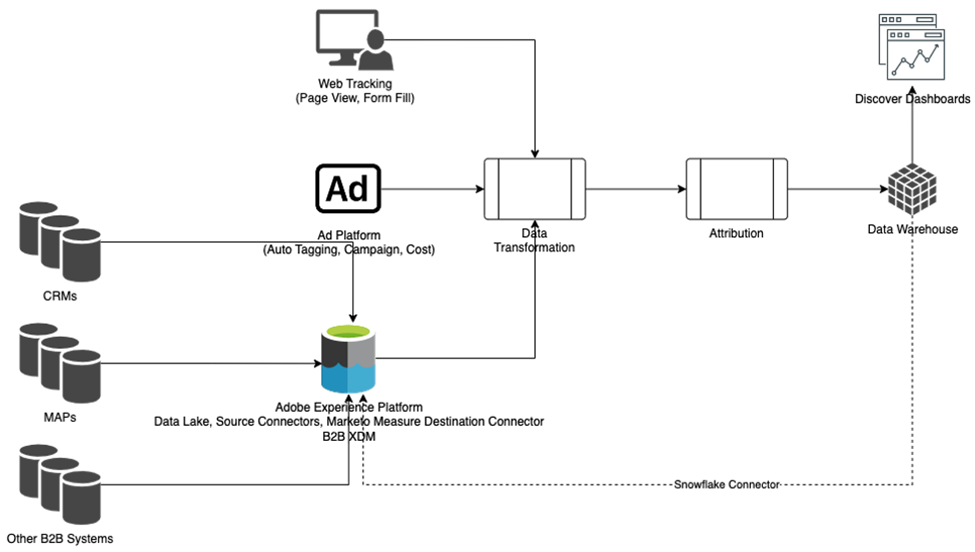 Web Tracking
(Page View, Form Fill)
Discover Dashboards
Ad
Ad Platform
(Auto Tagging, Campaign, Cost)
Data
Transformation
Attribution
Data Warehouse
CRMs
MAPs
Adobe Experience Platform
Data Lake, Source Connectors, Marketo Measure Destination Connector
B2B XDM
Snowflake Connector
Other B2B Systems